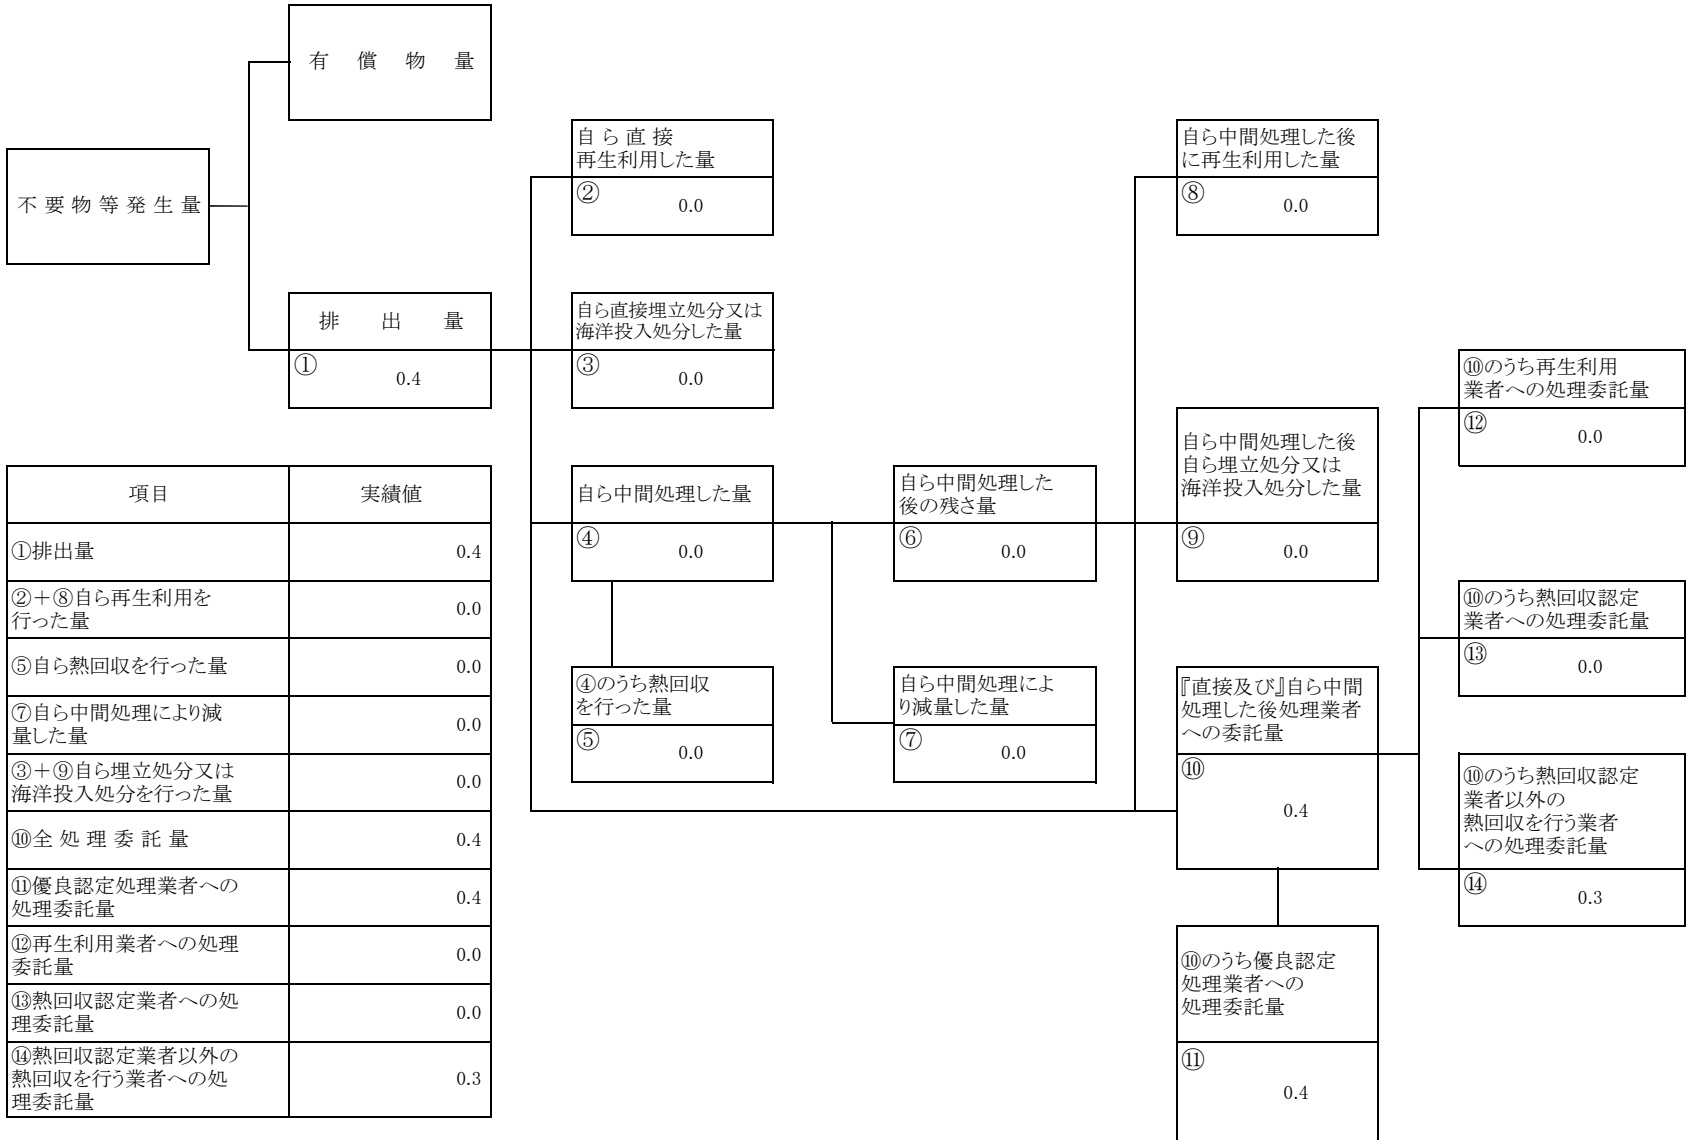 有 償 物 量
不 要 物 等 発 生 量
排 出 量
①
0.4
自 ら 直 接
再生利用した量
②
0.0
自ら直接埋立処分又は
海洋投入処分した量
③
0.0
自ら中間処理した量
④
0.0
④のうち熱回収
を行った量
⑤
0.0
自ら中間処理した
後の残さ量
⑥
0.0
自ら中間処理によ
り減量した量
⑦
0.0
自ら中間処理した後
に再生利用した量
⑧
0.0
自ら中間処理した後
自ら埋立処分又は
海洋投入処分した量
⑨
0.0
『直接及び』自ら中間
処理した後処理業者
への委託量
⑩
0.4
⑩のうち優良認定
処理業者への
処理委託量
⑪
0.4
⑩のうち再生利用
業者への処理委託量
⑫
0.0
⑩のうち熱回収認定
業者への処理委託量
⑬
0.0
⑩のうち熱回収認定
業者以外の
熱回収を行う業者
への処理委託量
⑭
0.3
項目 実績値
①排出量 0.4
②＋⑧自ら再生利用を
行った量 0.0
⑤自ら熱回収を行った量 0.0
⑦自ら中間処理により減
量した量 0.0
③＋⑨自ら埋立処分又は
海洋投入処分を行った量 0.0
⑩全 処 理 委 託 量 0.4
⑪優良認定処理業者への
処理委託量 0.4
⑫再生利用業者への処理
委託量 0.0
⑬熱回収認定業者への処
理委託量 0.0
⑭熱回収認定業者以外の
熱回収を行う業者への処
理委託量 0.3